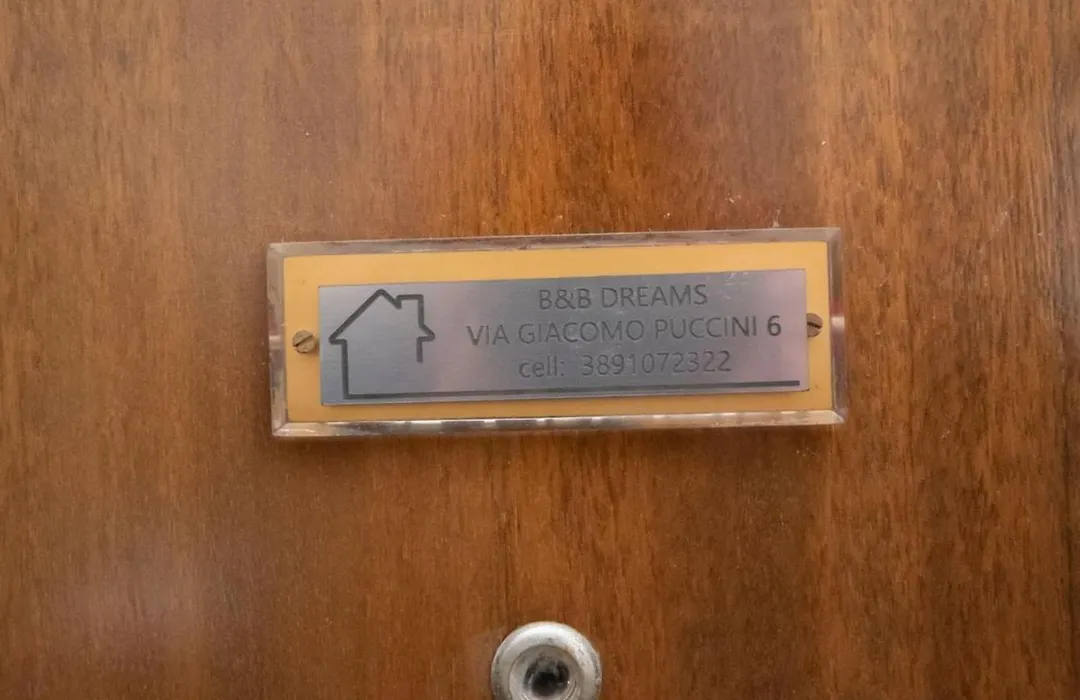 B&B DREAMS
VIA GIACOMO PUCCINI 6
cell: 3891072322